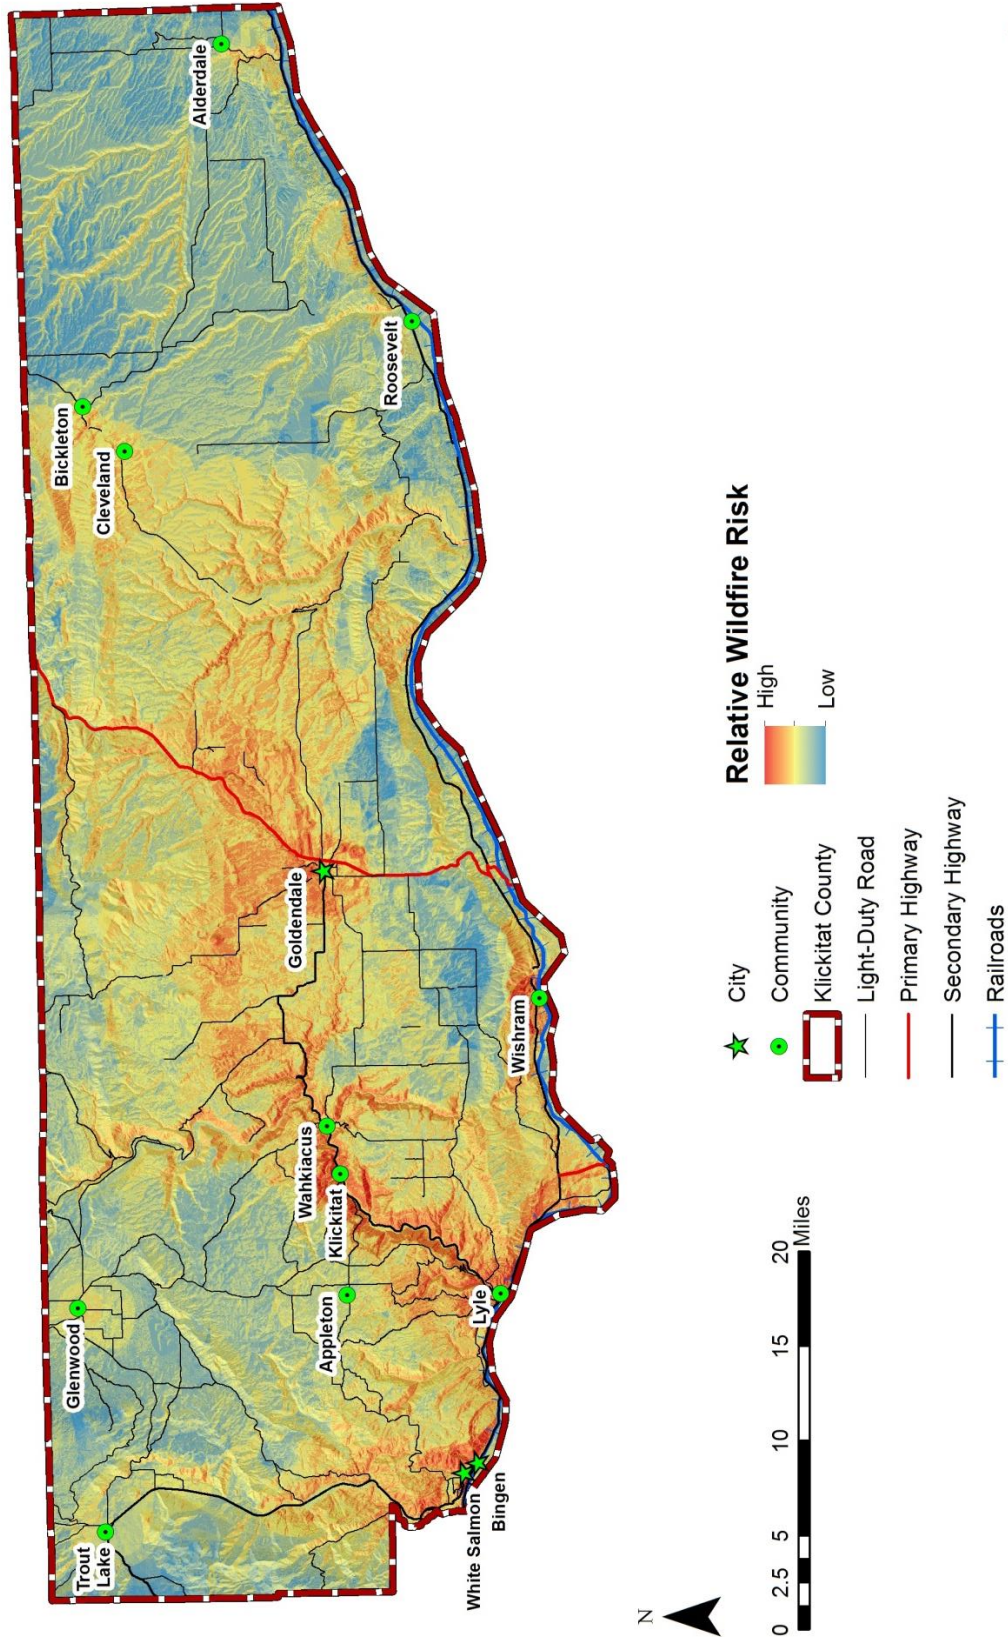 Trout
Lake
Glenwood
Bickleton
Cleveland
Alderdale
Appleton
Wahkiacus
Klickitat
Goldendale
Roosevelt
White Salmon
Bingen
Lyle
Wishram
N
0 2.5 5 10 15 20
Miles
City
Community
Klickitat County
Light-Duty Road
Primary Highway
Secondary Highway
Railroads
Relative Wildfire Risk
High
Low